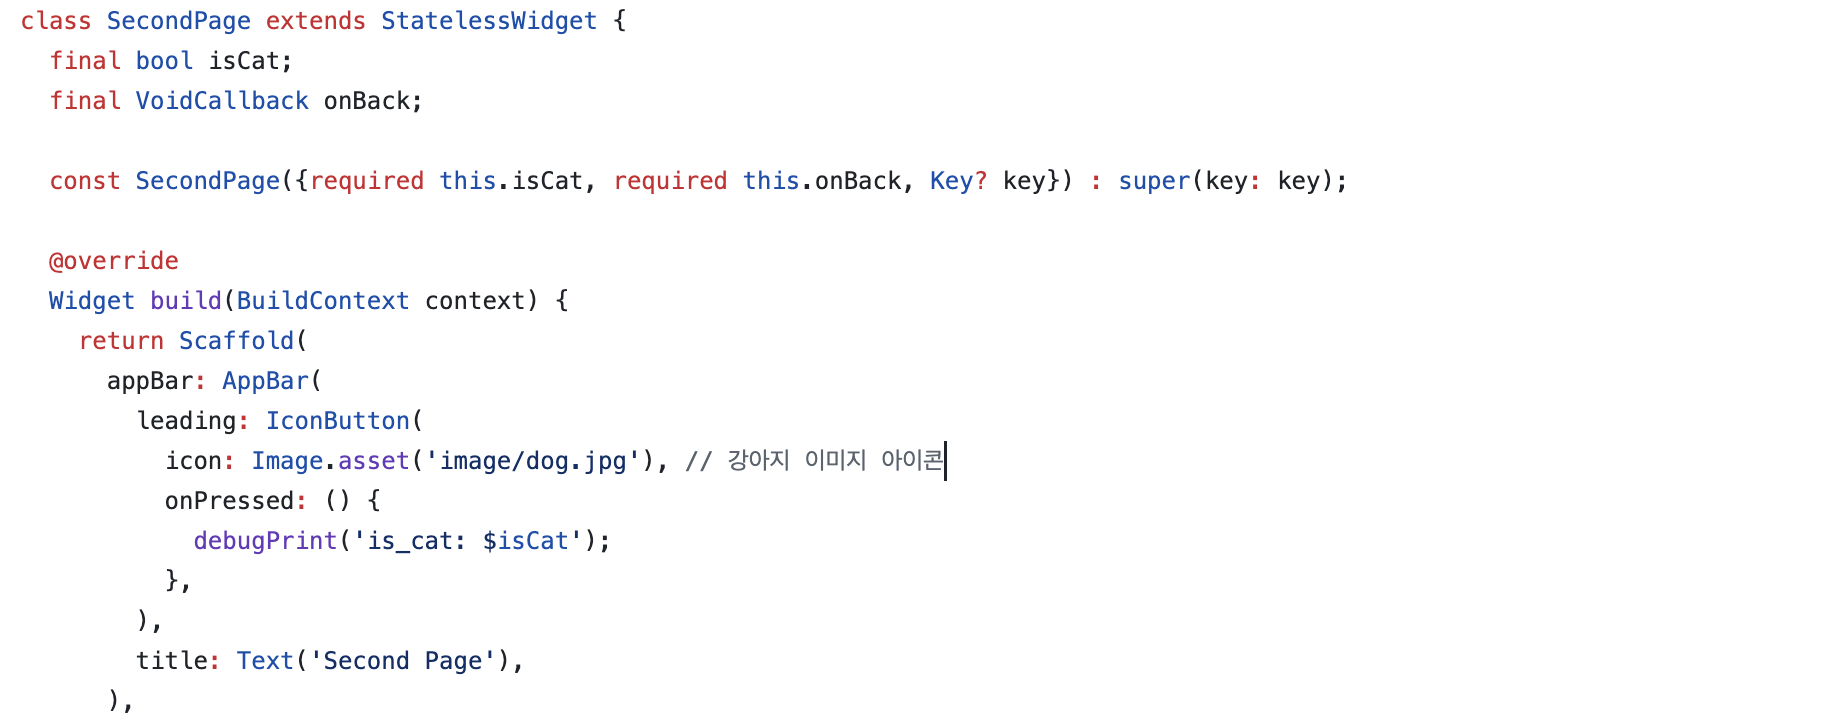 class SecondPage extends StatelessWidget {
  final bool isCat;
  final VoidCallback onBack;

  const SecondPage({required this.isCat, required this.onBack, Key? key}) : super(key: key);

  @override
  Widget build(BuildContext context) {
    return Scaffold(
      appBar: AppBar(
        leading: IconButton(
          icon: Image.asset('image/dog.jpg'), // 강아지 이미지 아이콘
          onPressed: () {
            debugPrint('is_cat: $isCat');
          },
        ),
        title: Text('Second Page'),
      ),